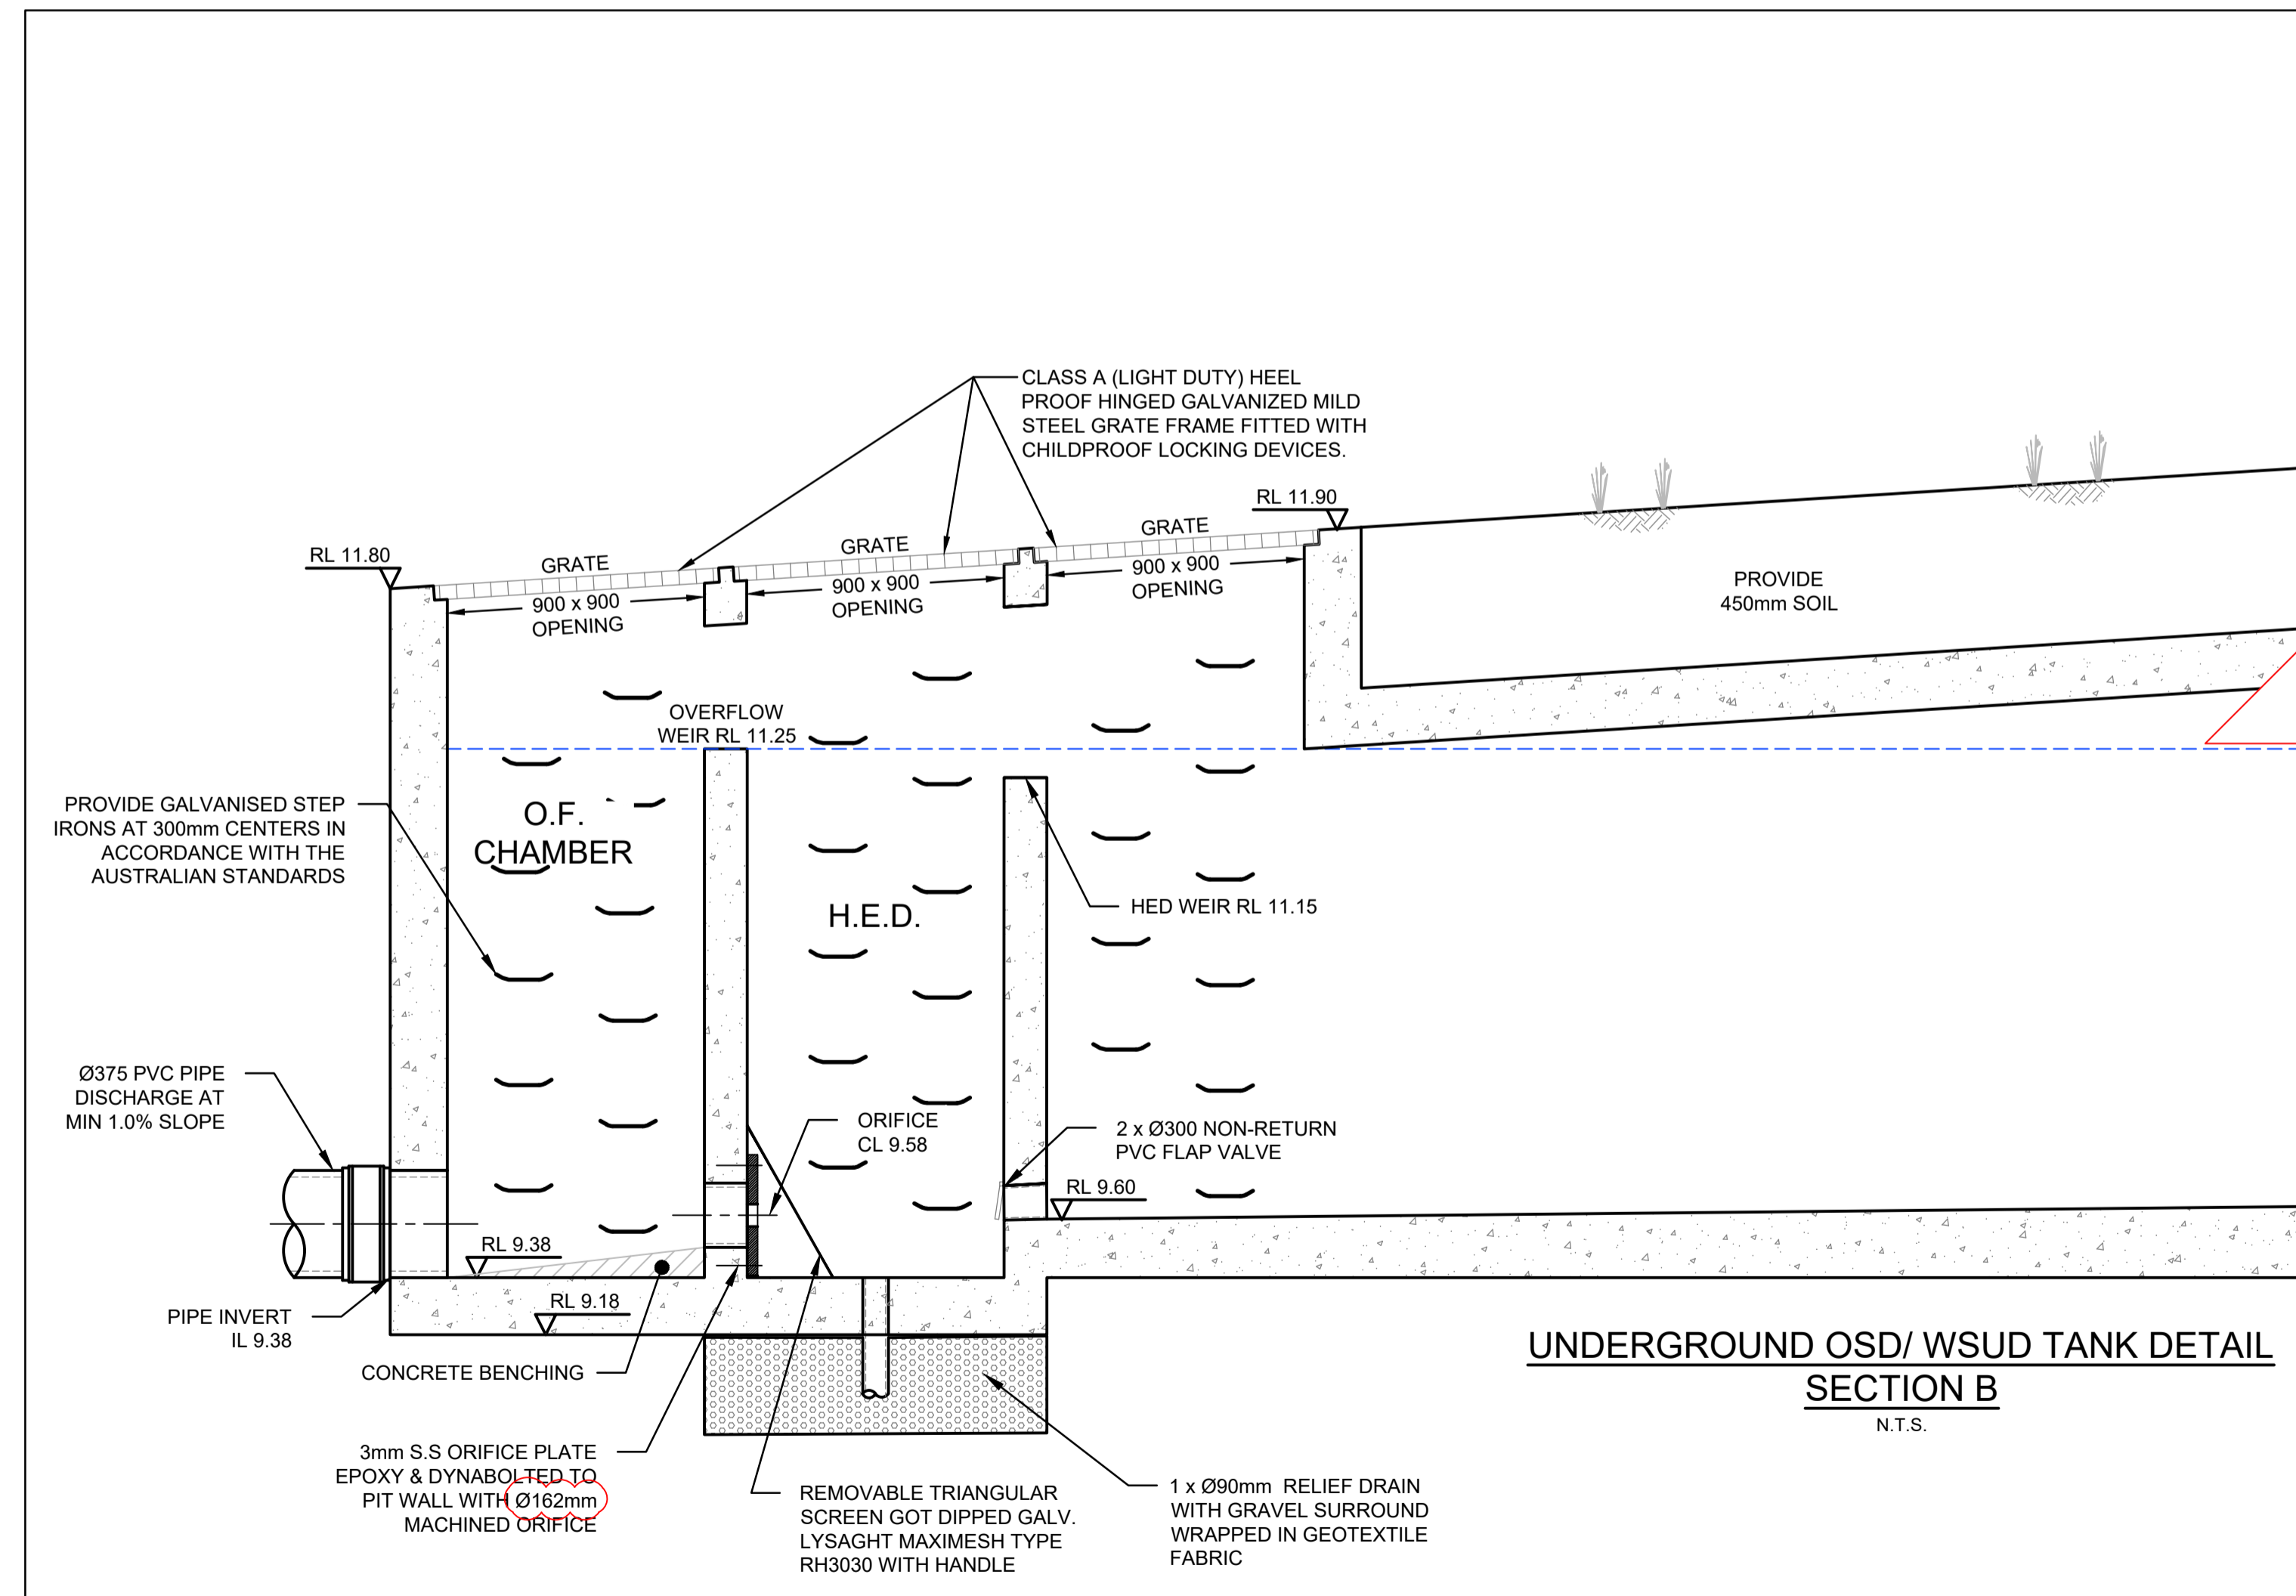 CLASS A (LIGHT DUTY) HEEL
PROOF HINGED GALVANIZED MILD
STEEL GRATE FRAME FITTED WITH
CHILDPROOF LOCKING DEVICES.
RL 11.90
RL 11.80
GRATE
GRATE
GRATE
900 x 900
OPENING
900 x 900
OPENING
900 x 900
OPENING
PROVIDE
450mm SOIL
OVERFLOW
WEIR RL 11.25
PROVIDE GALVANISED STEP
IRONS AT 300mm CENTERS IN
ACCORDANCE WITH THE
AUSTRALIAN STANDARDS
O.F.
CHAMBER
H.E.D.
HED WEIR RL 11.15
Ø375 PVC PIPE
DISCHARGE AT
MIN 1.0% SLOPE
ORIFICE
CL 9.58
2 x Ø300 NON-RETURN
PVC FLAP VALVE
RL 9.60
RL 9.38
RL 9.18
PIPE INVERT
IL 9.38
CONCRETE BENCHING
3mm S.S ORIFICE PLATE
EPOXY & DYNABOLTED TO
PIT WALL WITH Ø162mm
MACHINED ORIFICE
REMOVABLE TRIANGULAR
SCREEN GOT DIPPED GALV.
LYSAGHT MAXIMESH TYPE
RH3030 WITH HANDLE
1 x Ø90mm RELIEF DRAIN
WITH GRAVEL SURROUND
WRAPPED IN GEOTEXTILE
FABRIC
UNDERGROUND OSD/ WSUD TANK DETAIL
SECTION B
N.T.S.